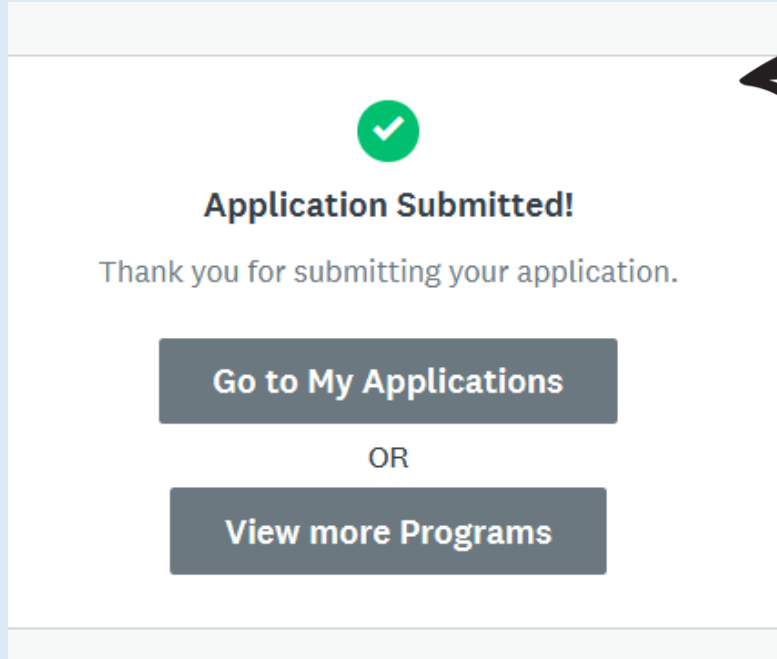 Application Submitted!
Thank you for submitting your application.
Go to My Applications
OR
View more Programs